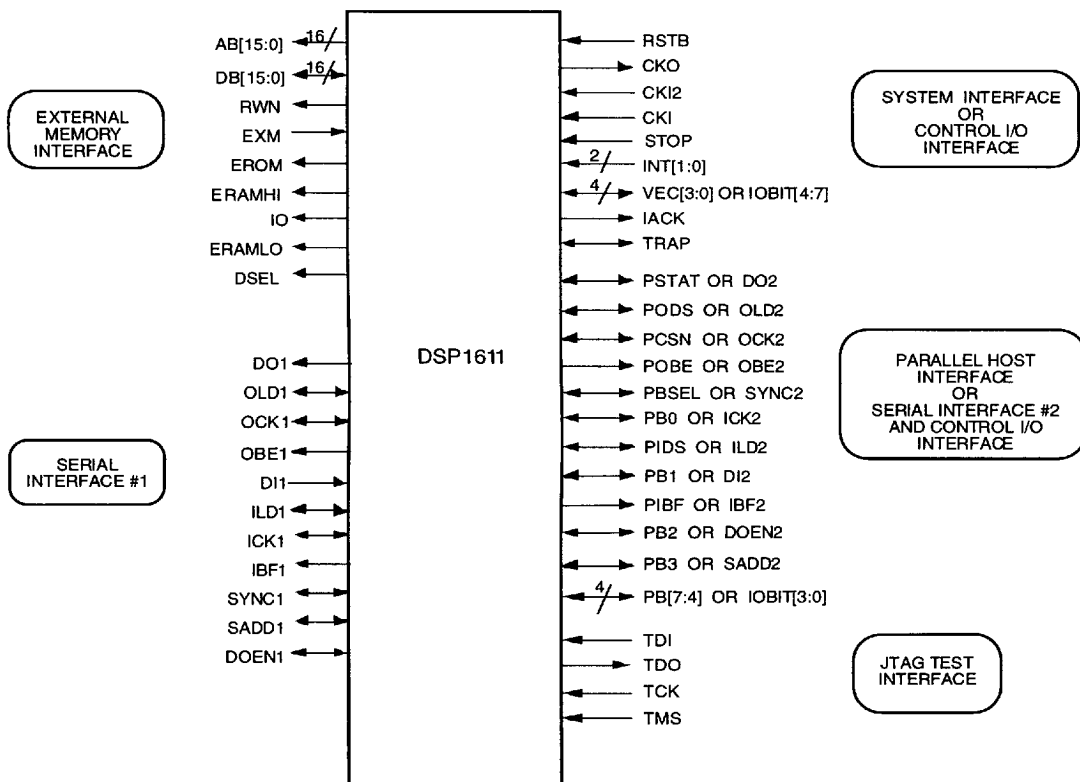 EXTERNAL
MEMORY
INTERFACE
AB[15:0] 16
DB[15:0] 16
RWN
EXM
EROM
ERAMHI
IO
ERAMLO
DSEL
SERIAL
INTERFACE #1
DO1
OLD1
OCK1
OBE1
DI1
ILD1
ICK1
IBF1
SYNC1
SADD1
DOEN1
DSP1611
RSTB
CKO
CKI2
CKI
STOP
2 INT[1:0]
4 VEC[3:0] OR IOBIT[4:7]
IACK
TRAP
PSTAT OR DO2
PODS OR OLD2
PCSN OR OCK2
POBE OR OBE2
PBSEL OR SYNC2
PB0 OR ICK2
PIDS OR ILD2
PB1 OR DI2
PIBF OR IBF2
PB2 OR DOEN2
PB3 OR SADD2
4 PB[7:4] OR IOBIT[3:0]
TDI
TDO
TCK
TMS
SYSTEM INTERFACE
OR
CONTROL I/O
INTERFACE
PARALLEL HOST
INTERFACE
OR
SERIAL INTERFACE #2
AND CONTROL I/O
INTERFACE
JTAG TEST
INTERFACE